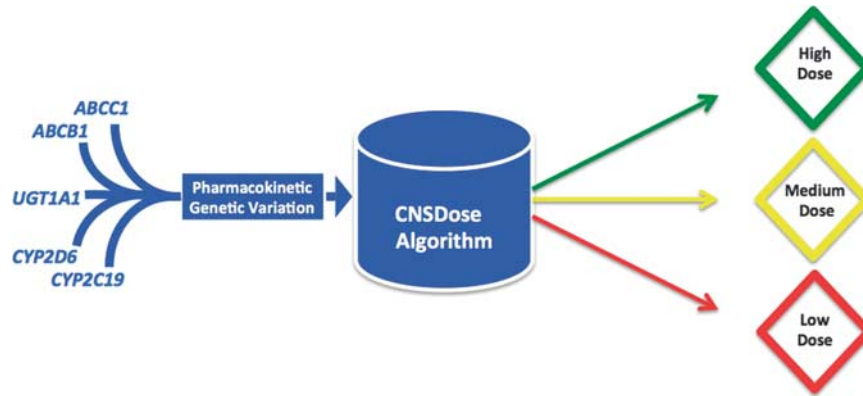 ABCC1
ABCB1
UGT1A1
CYP2D6
CYP2C19
Pharmacokinetic
Genetic Variation
CNSDose
Algorithm
High
Dose
Medium
Dose
Low
Dose